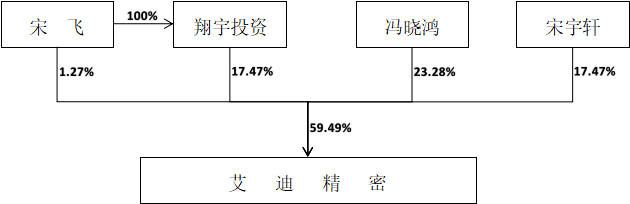 宋 飞
100%
翔宇投资
冯晓鸿
宋宇轩
1.27%
17.47%
23.28%
17.47%
59.49%
艾 迪 精 密